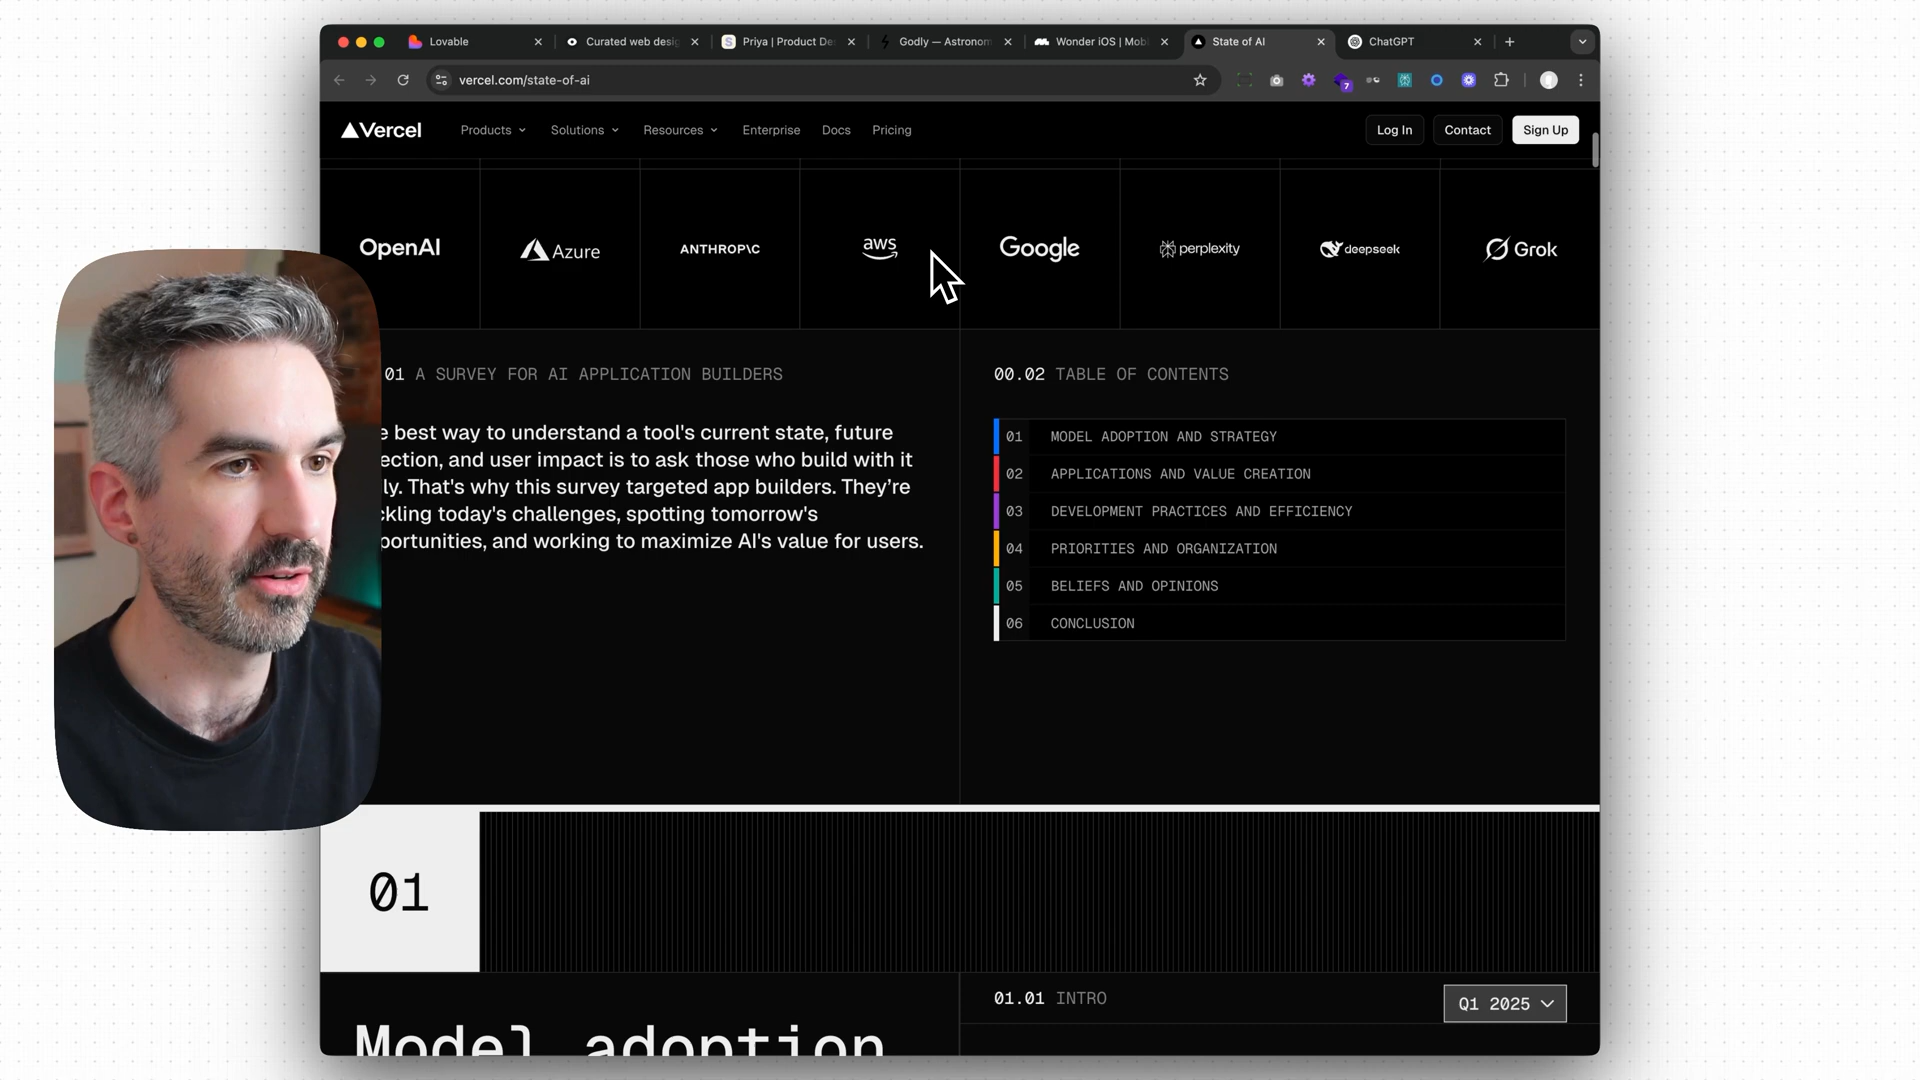 Lovable
Curated web desig
Priya | Product De
Godly — Astronom
Wonder iOS | Mobi
State of AI
ChatGPT
vercel.com/state-of-ai
7
Vercel
Products
Solutions
Resources
Enterprise
Docs
Pricing
Log In
Contact
Sign Up
OpenAI
Azure
ANTHROP\C
aws
Google
perplexity
deepseek
Grok
01 A SURVEY FOR AI APPLICATION BUILDERS
e best way to understand a tool's current state, future
ection, and user impact is to ask those who build with it
ly. That's why this survey targeted app builders. They're
ckling today's challenges, spotting tomorrow's
portunities, and working to maximize AI's value for users.
00.02 TABLE OF CONTENTS
01 MODEL ADOPTION AND STRATEGY
02 APPLICATIONS AND VALUE CREATION
03 DEVELOPMENT PRACTICES AND EFFICIENCY
04 PRIORITIES AND ORGANIZATION
05 BELIEFS AND OPINIONS
06 CONCLUSION
01
01.01 INTRO
Q1 2025
Model adoption